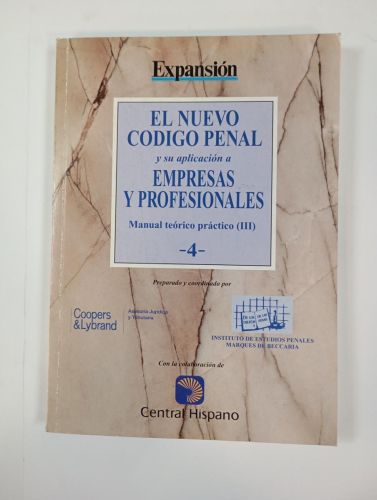 Expansión
EL NUEVO
CODIGO PENAL
y su aplicación a
EMPRESAS
Y PROFESIONALES
Manual teórico práctico (III)
-4-
Preparado y coordinado por
Coopers
&Lybrand
Asesoría Jurídica
y Tributaria
INSTITUTO DE ESTUDIOS PENALES
MARQUES DE BECCARIA
Con la colaboración de
Central Hispano